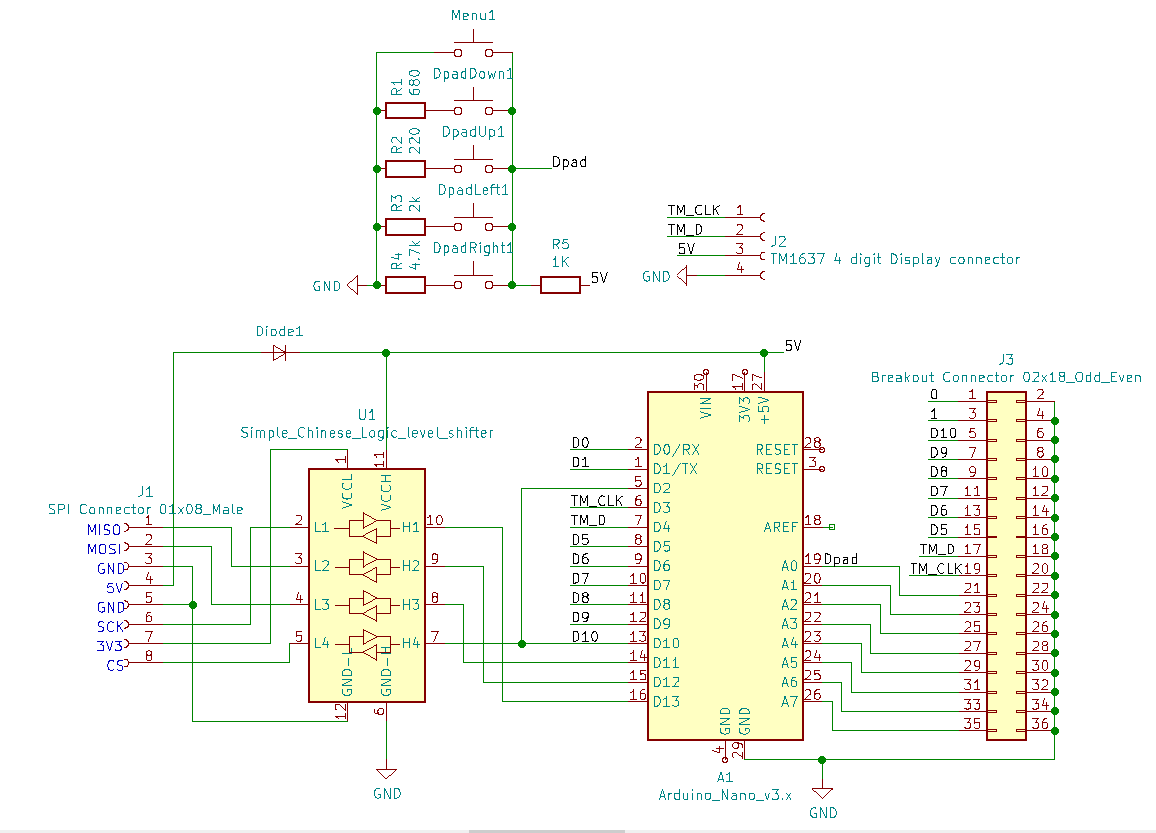 Menu1
DpadDown1
R1
680
DpadUp1
R2
220
Dpad
DpadLeft1
R3
2k
DpadRight1
R4
4.7k
GND
R5
1K
5V
TM_CLK 1
TM_D 2
5V 3
GND 4
J2
TM1637 4 digit Display connector
Diode1
5V
U1
Simple_Chinese_Logic_level_shifter
1 11
VCCL VCCH
2 L1 H1 10
3 L2 H2 9
4 L3 H3 8
5 L4 H4 7
GND-L GND-H
12 6
GND
J1
SPI Connector 01x08_Male
MISO 1
MOSI 2
GND 3
5V 4
GND 5
SCK 6
3V3 7
CS 8
30 17 27
VIN 3V3 +5V
D0 2 D0/RX
D1 1 D1/TX
5 D2
TM_CLK 6 D3
TM_D 7 D4
D5 8 D5
D6 9 D6
D7 10 D7
D8 11 D8
D9 12 D9
D10 13 D10
14 D11
15 D12
16 D13
RESET 28
RESET 3
AREF 18
A0 19 Dpad
A1 20
A2 21
A3 22
A4 23
A5 24
A6 25
A7 26
GND GND
4 29
A1
Arduino_Nano_v3.x
GND
J3
Breakout Connector 02x18_Odd_Even
0 1 2
1 3 4
D10 5 6
D9 7 8
D8 9 10
D7 11 12
D6 13 14
D5 15 16
TM_D 17 18
TM_CLK 19 20
21 22
23 24
25 26
27 28
29 30
31 32
33 34
35 36